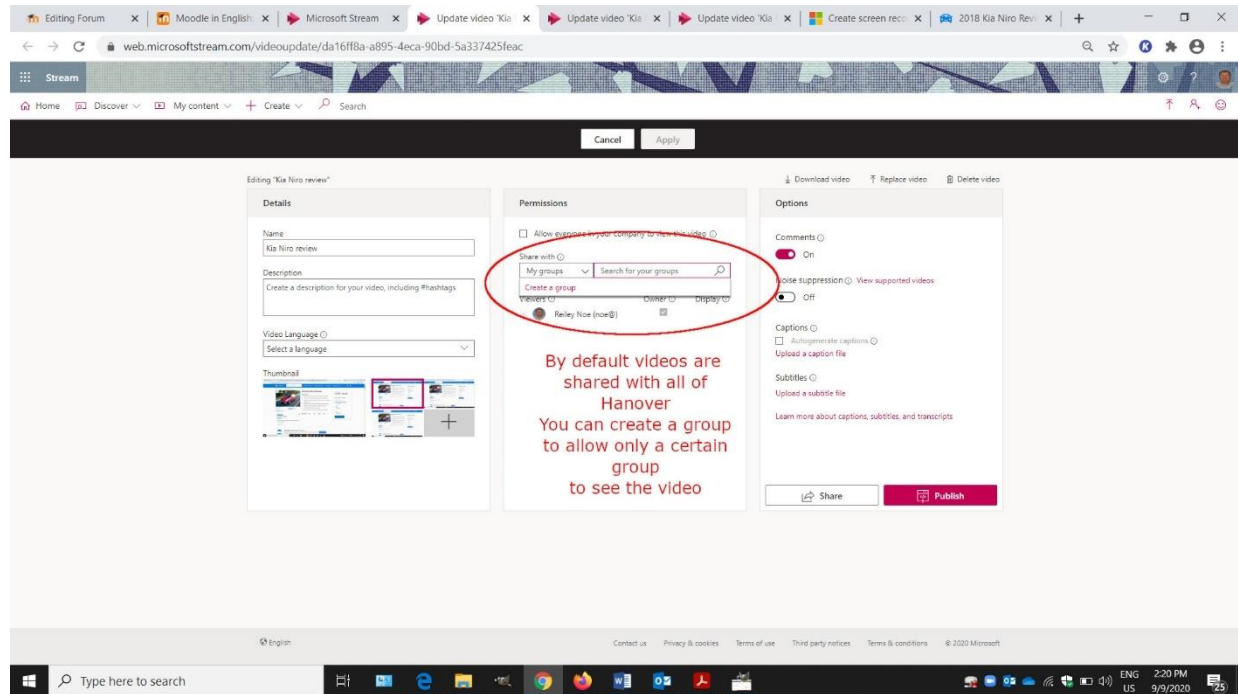 Editing Forum
Moodle in English:
Microsoft Stream
Update video 'Kia
Update video 'Kia
Update video 'Kia
Create screen reco
2018 Kia Niro Revi
web.microsoftstream.com/videoupdate/da16ff8a-a895-4eca-90bd-5a337425feac
Stream
Home Discover My content Create Search
Cancel Apply
Editing "Kia Niro review"
Download video Replace video Delete video
Details
Name
Kia Niro review
Description
Create a description for your video, including #hashtags
Video Language
Select a language
Thumbnail
Permissions
Allow everyone in your company to view this video
Share with
My groups Search for your groups
Create a group
Viewers Owner Display
Reiley Noe (noe@)
By default videos are
shared with all of
Hanover
You can create a group
to allow only a certain
group
to see the video
Options
Comments
On
Noise suppression View supported videos
Off
Captions
Autogenerate captions
Upload a caption file
Subtitles
Upload a subtitle file
Learn more about captions, subtitles, and transcripts
Share Publish
English
Contact us Privacy & cookies Terms of use Third party notices Terms & conditions © 2020 Microsoft
Type here to search
ENG 2:20 PM
US 9/9/2020
25